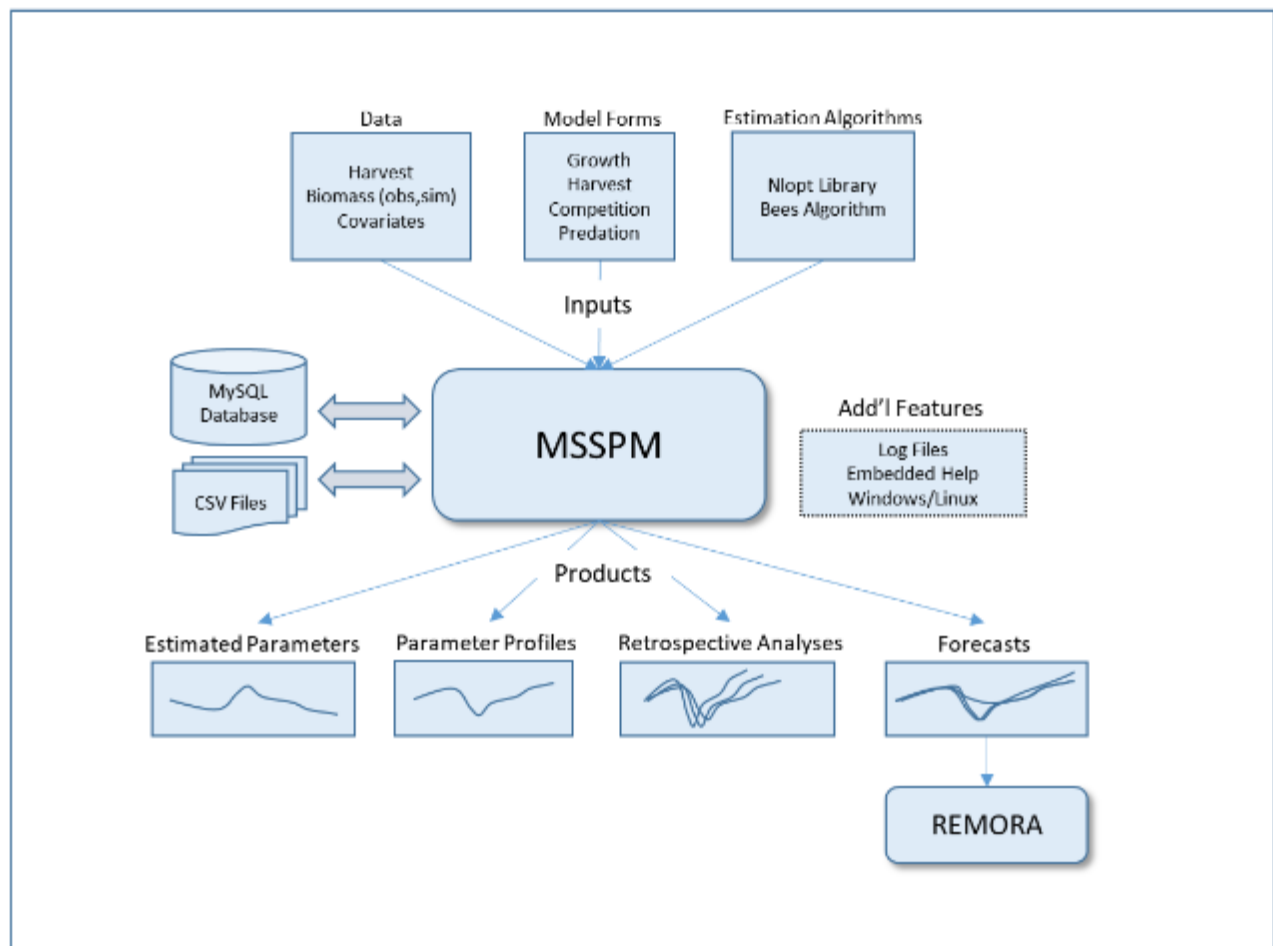 Data
Harvest
Biomass (obs,sim)
Covariates
Model Forms
Growth
Harvest
Competition
Predation
Estimation Algorithms
Nlopt Library
Bees Algorithm
Inputs
MySQL
Database
CSV Files
MSSPM
Add'l Features
Log Files
Embedded Help
Windows/Linux
Products
Estimated Parameters
Parameter Profiles
Retrospective Analyses
Forecasts
REMORA